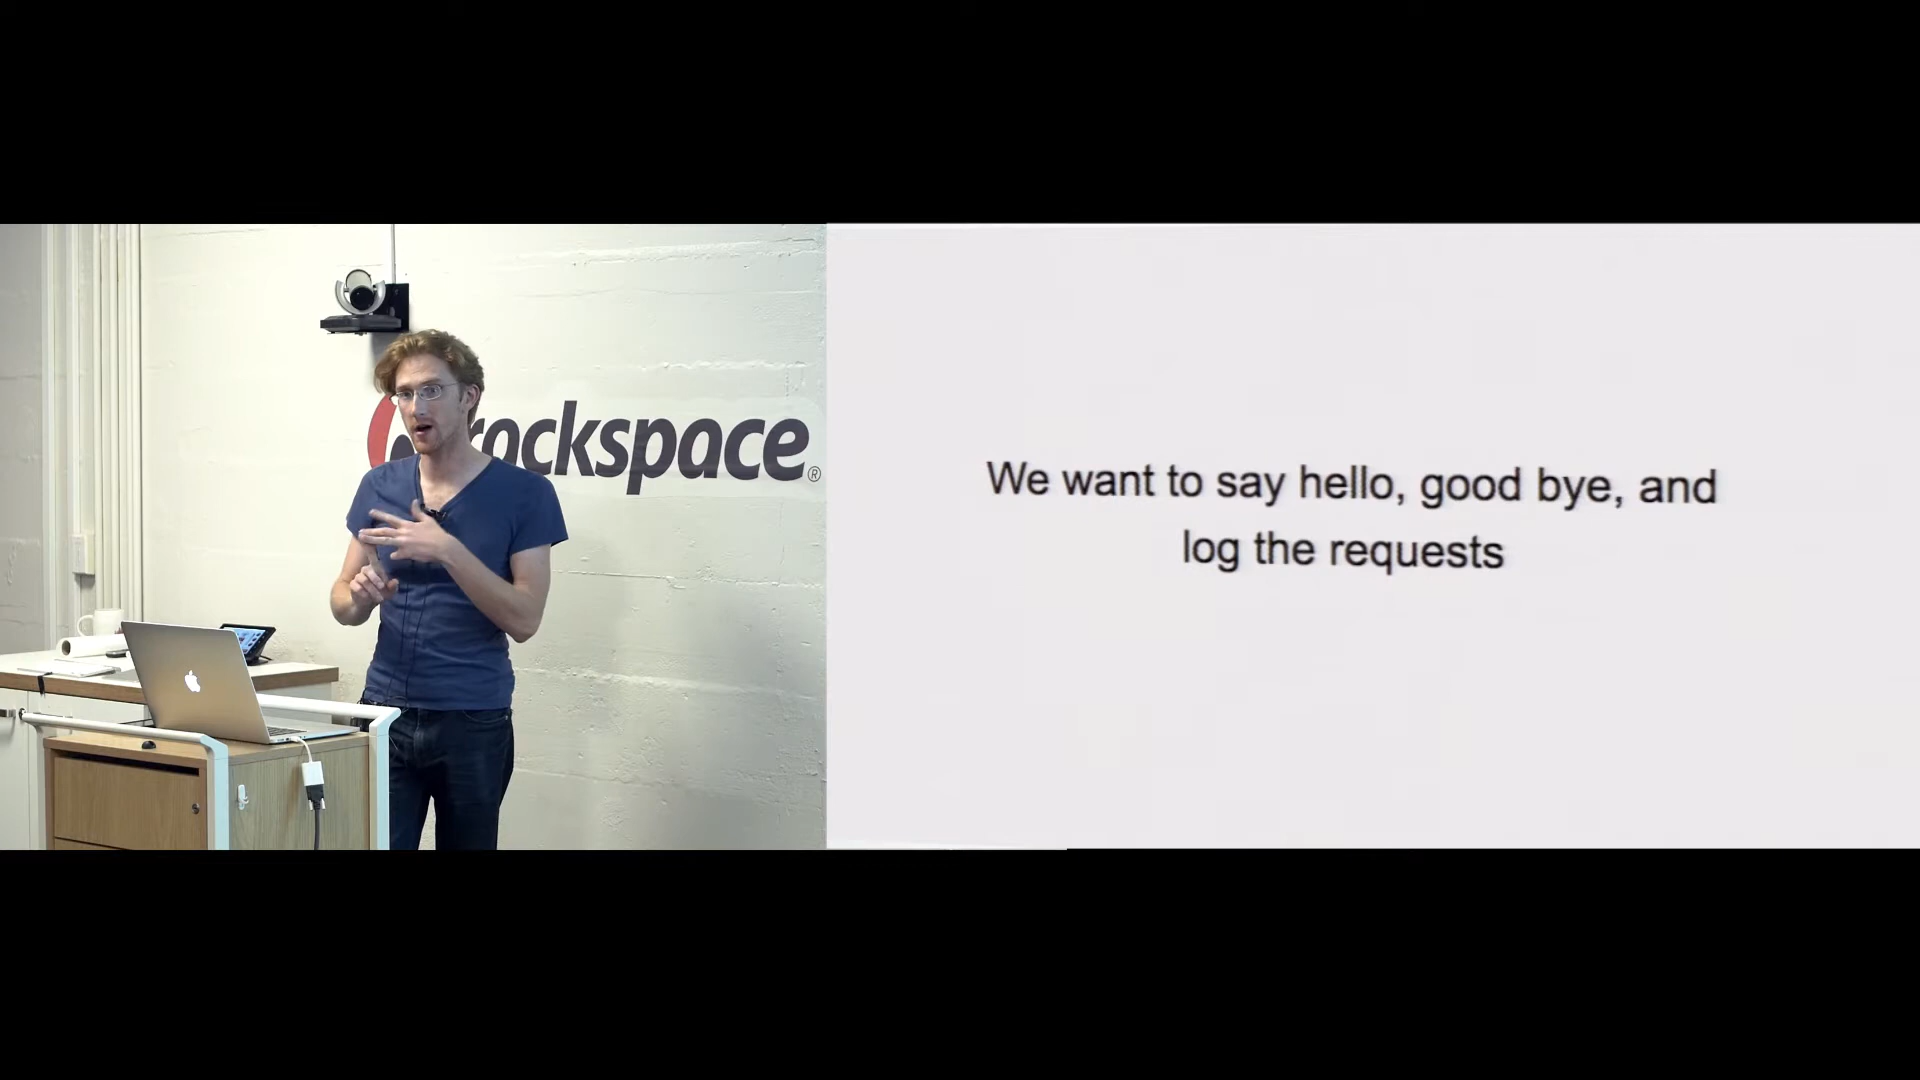 rackspace®
We want to say hello, good bye, and
log the requests